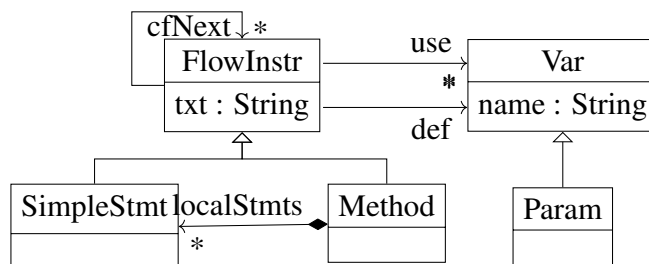 cfNext *
FlowInstr
txt : String
use
*
def
Var
name : String
SimpleStmt
localStmts
*
Method
Param